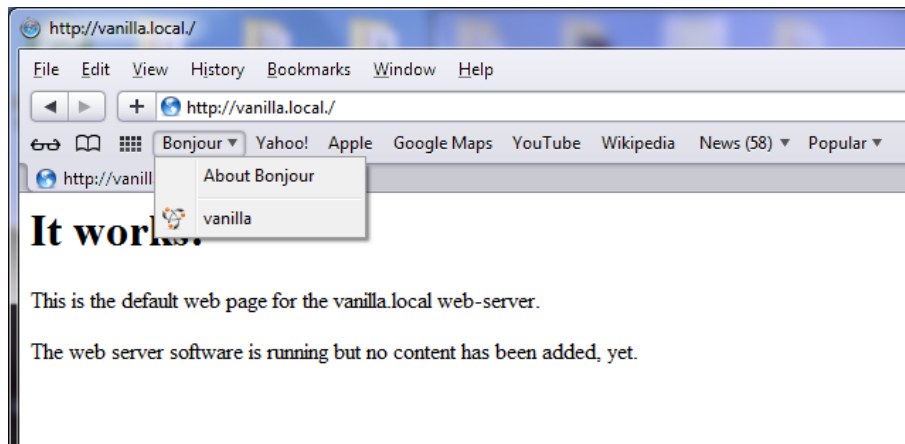 http://vanilla.local./
File Edit View History Bookmarks Window Help
http://vanilla.local./
Bonjour Yahoo! Apple Google Maps YouTube Wikipedia News (58) Popular
http://vanill
About Bonjour
vanilla
It works!
This is the default web page for the vanilla.local web-server.
The web server software is running but no content has been added, yet.